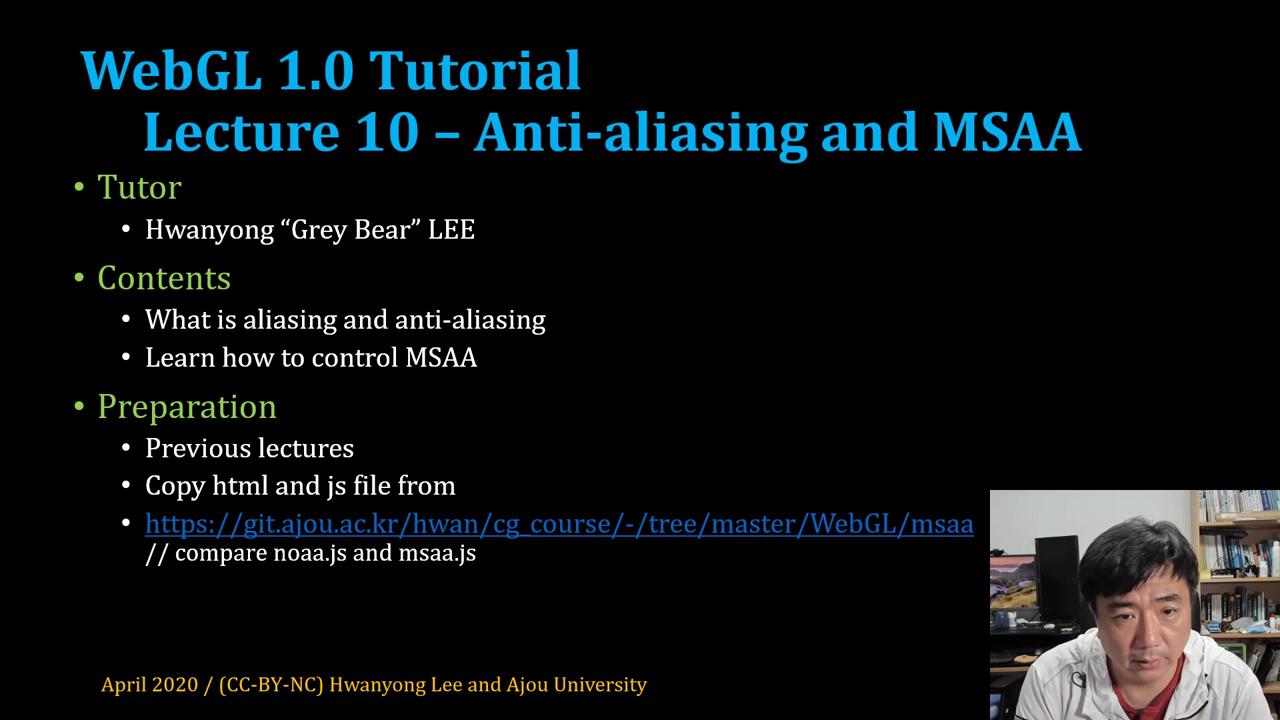 WebGL 1.0 Tutorial
Lecture 10 – Anti-aliasing and MSAA
• Tutor
• Hwanyong “Grey Bear” LEE
• Contents
• What is aliasing and anti-aliasing
• Learn how to control MSAA
• Preparation
• Previous lectures
• Copy html and js file from
• https://git.ajou.ac.kr/hwan/cg_course/-/tree/master/WebGL/msaa
// compare noaa.js and msaa.js
April 2020 / (CC-BY-NC) Hwanyong Lee and Ajou University